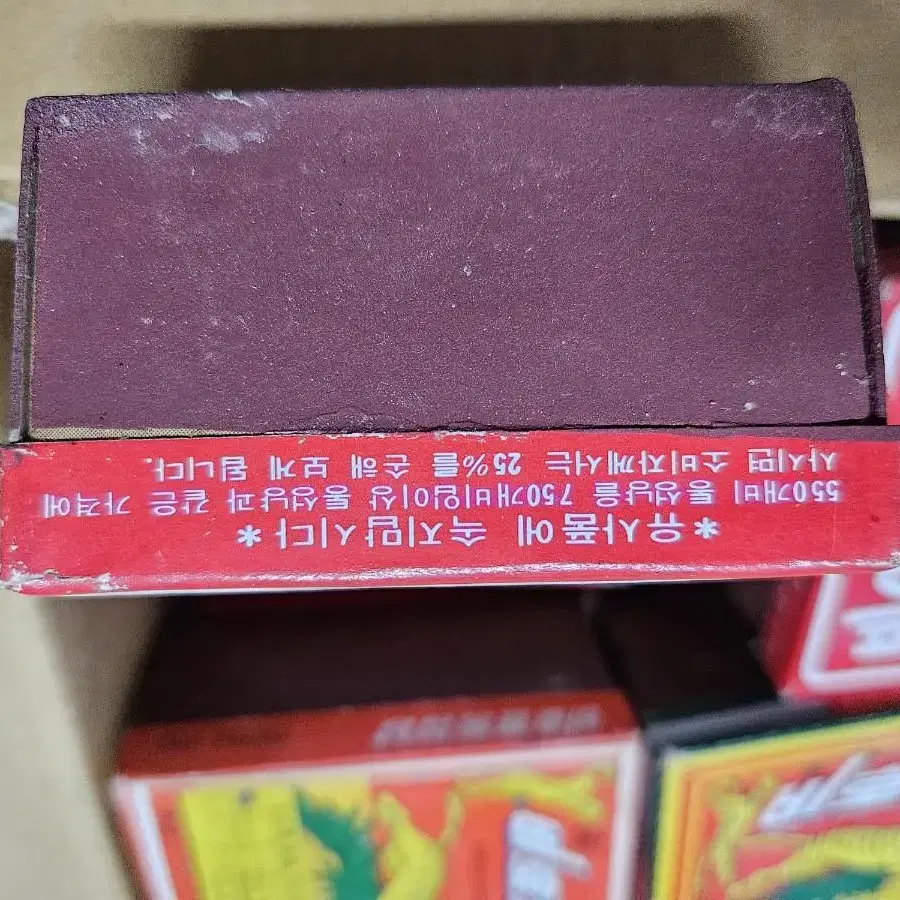 *유사품에 속지맙시다*
550개비 통성냥을 750개비입이상 통성냥과 같은 가격에
사시면 소비자께서는 25%를 손해 보게 됩니다.